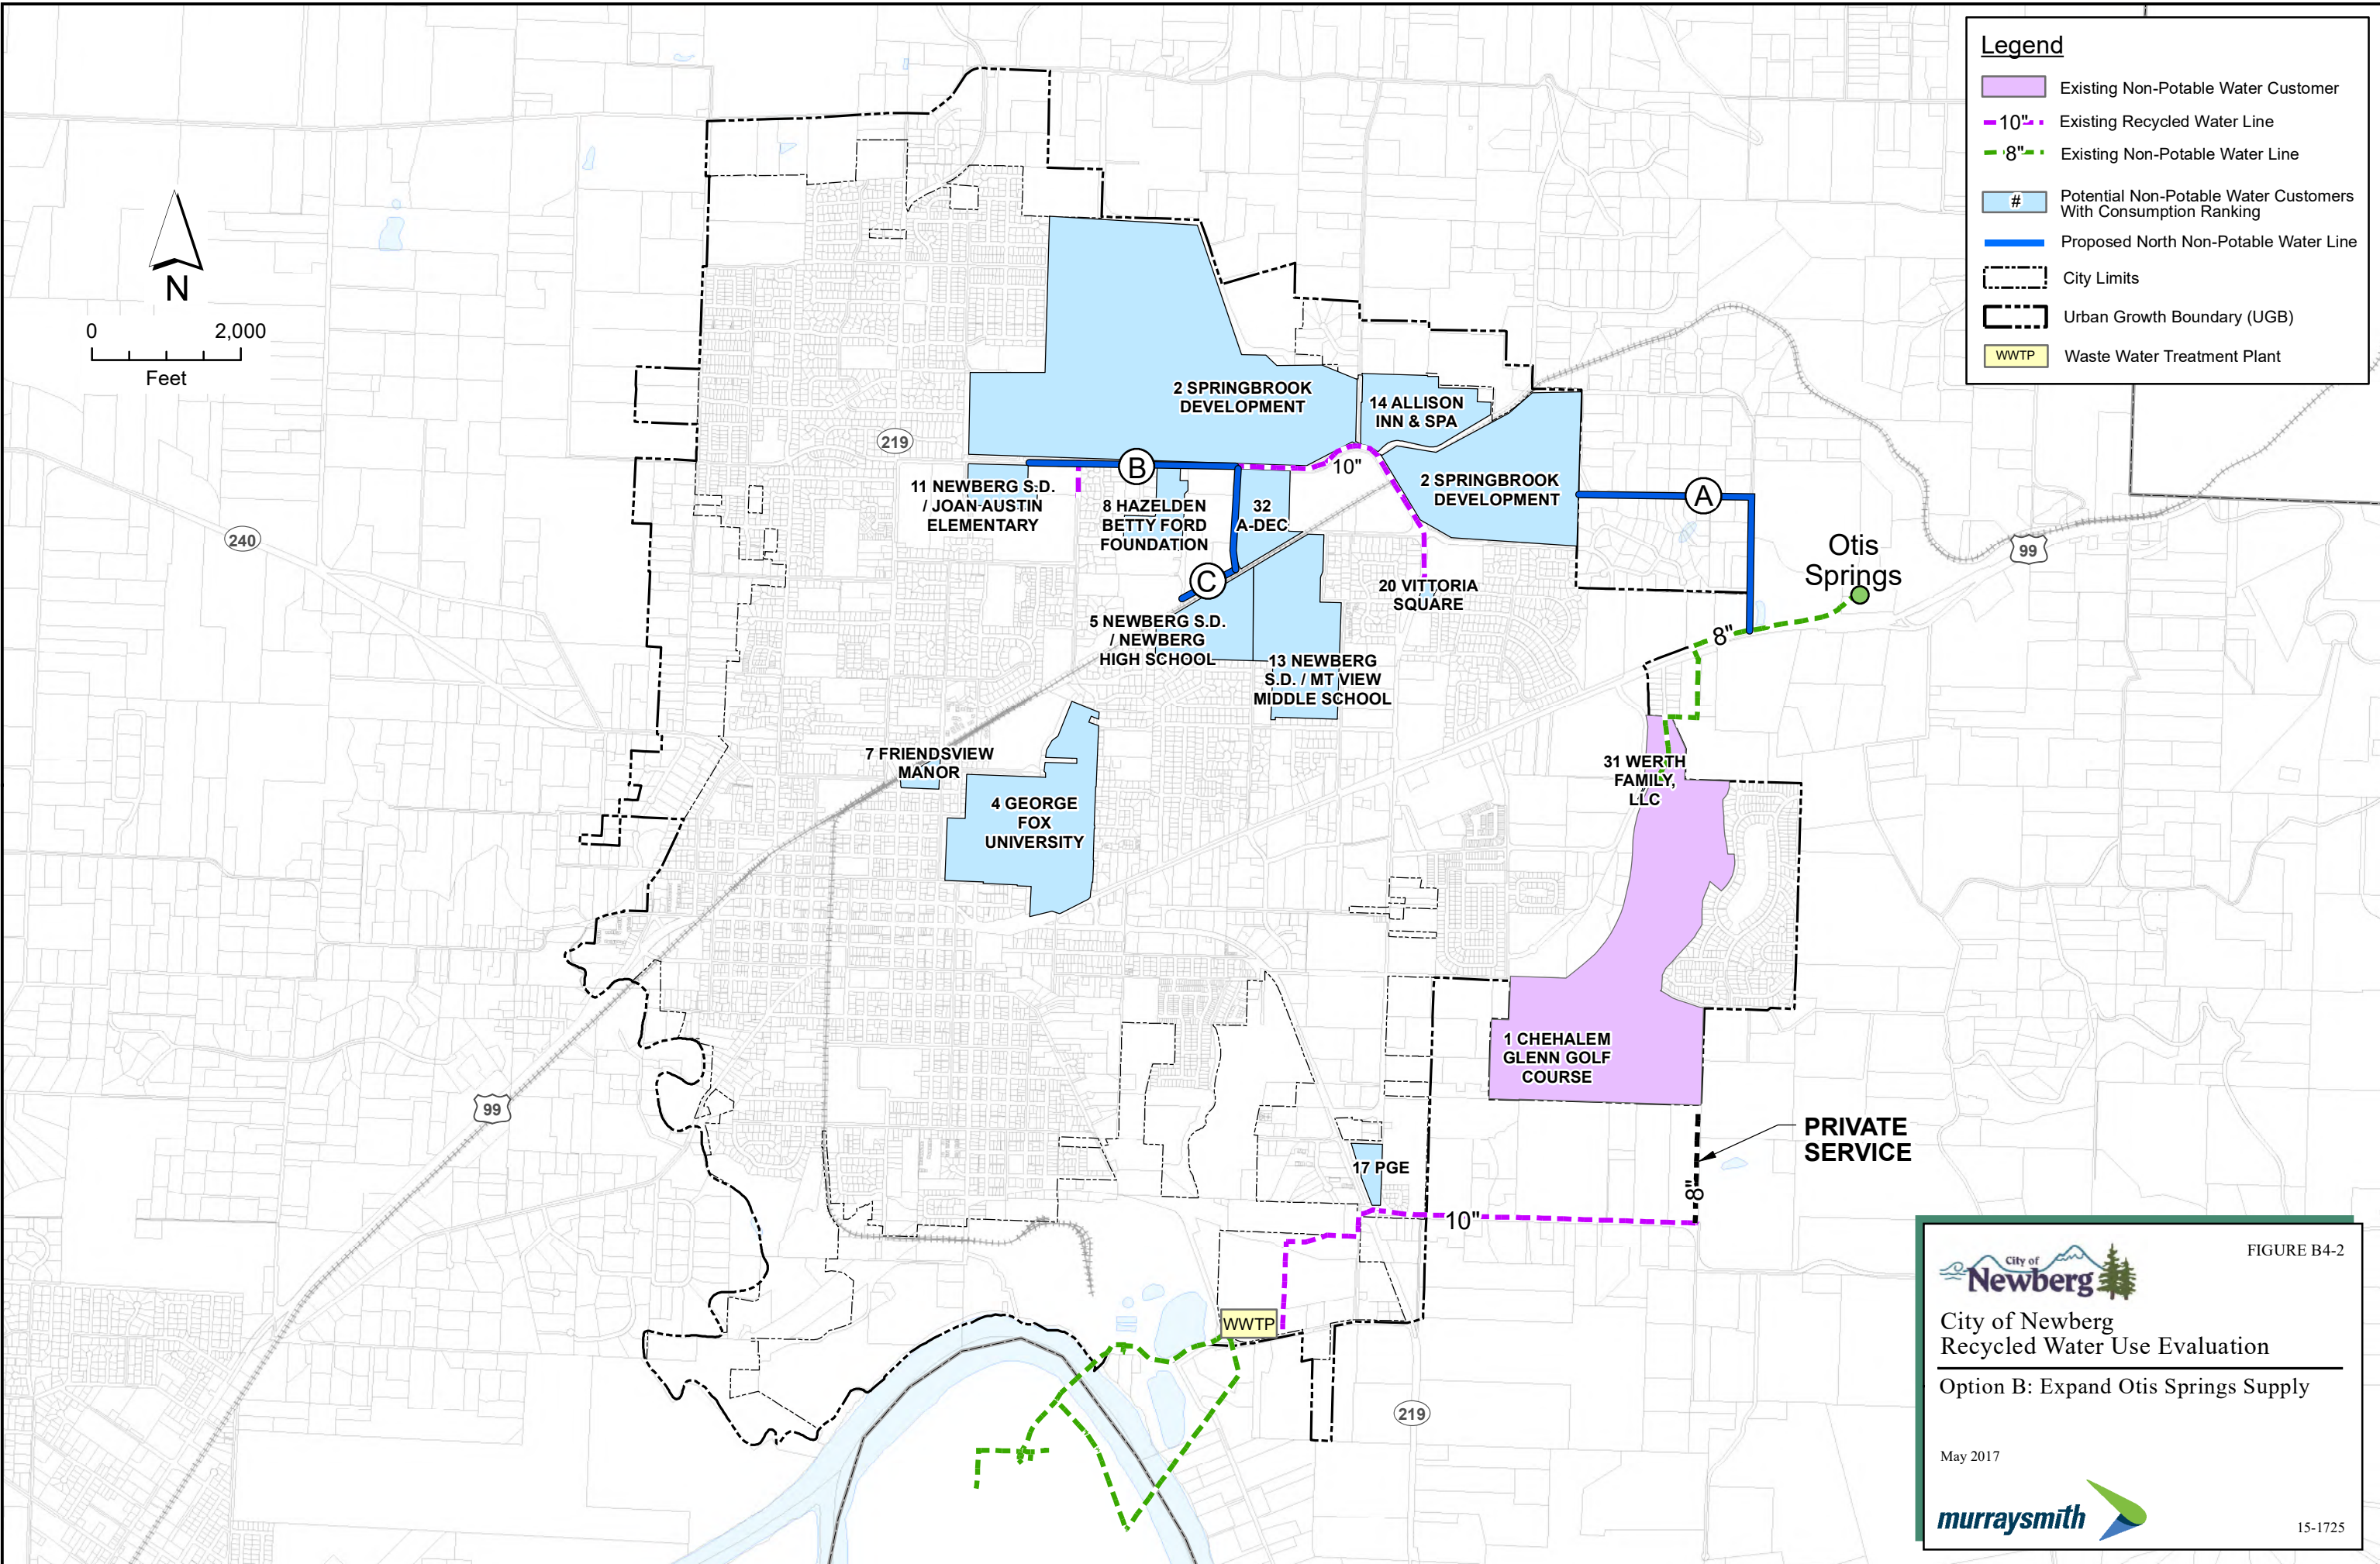 Legend
Existing Non-Potable Water Customer
10" Existing Recycled Water Line
8" Existing Non-Potable Water Line
# Potential Non-Potable Water Customers
With Consumption Ranking
Proposed North Non-Potable Water Line
City Limits
Urban Growth Boundary (UGB)
WWTP Waste Water Treatment Plant
N
0 2,000
Feet
2 SPRINGBROOK
DEVELOPMENT
14 ALLISON
INN & SPA
219
B
10"
2 SPRINGBROOK
DEVELOPMENT
A
11 NEWBERG S.D.
/ JOAN AUSTIN
ELEMENTARY
8 HAZELDEN
BETTY FORD
FOUNDATION
32
A-DEC
240
Otis
Springs
99
C
20 VITTORIA
SQUARE
5 NEWBERG S.D.
/ NEWBERG
HIGH SCHOOL
8"
13 NEWBERG
S.D. / MT VIEW
MIDDLE SCHOOL
7 FRIENDSVIEW
MANOR
31 WERTH
FAMILY,
LLC
4 GEORGE
FOX
UNIVERSITY
1 CHEHALEM
GLENN GOLF
COURSE
99
PRIVATE
SERVICE
17 PGE
8"
10"
WWTP
219
FIGURE B4-2
City of
Newberg
City of Newberg
Recycled Water Use Evaluation
Option B: Expand Otis Springs Supply
May 2017
murraysmith
15-1725